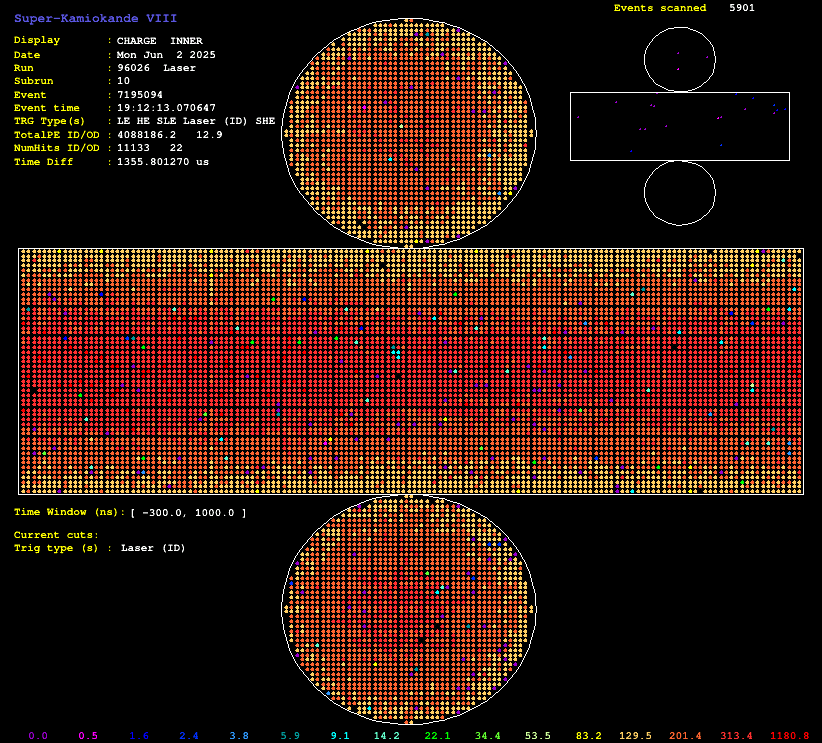 Super-Kamiokande VIII
Events scanned 5901
Display : CHARGE INNER
Date : Mon Jun 2 2025
Run : 96026 Laser
Subrun : 10
Event : 7195094
Event time : 19:12:13.070647
TRG Type(s) : LE HE SLE Laser (ID) SHE
TotalPE ID/OD : 4088186.2 12.9
NumHits ID/OD : 11133 22
Time Diff : 1355.801270 us
Time Window (ns): [ -300.0, 1000.0 ]
Current cuts:
Trig type (s) : Laser (ID)
0.0 0.5 1.6 2.4 3.8 5.9 9.1 14.2 22.1 34.4 53.5 83.2 129.5 201.4 313.4 1180.8